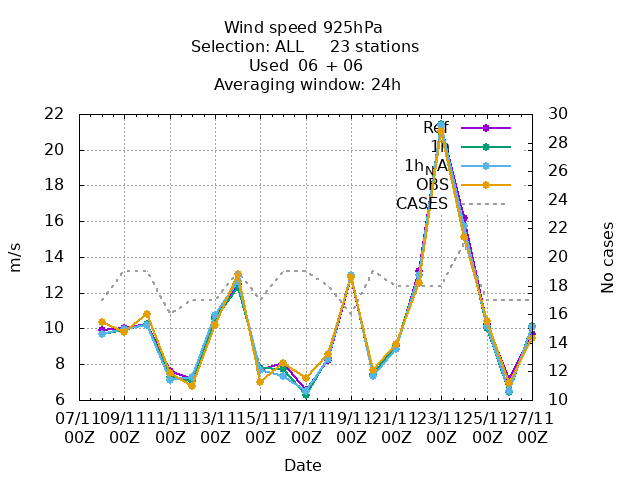 Wind speed 925hPa
Selection: ALL 23 stations
Used 06 + 06
Averaging window: 24h
22 30
20 28
18 26
16 24
14 22
12 20
10 18
8 16
6 14
12
10
Ref
1h
1h_NA
OBS
CASES
m/s
No cases
07/11 09/11 11/11 13/11 15/11 17/11 19/11 21/11 23/11 25/11 27/11
00Z 00Z 00Z 00Z 00Z 00Z 00Z 00Z 00Z 00Z 00Z
Date